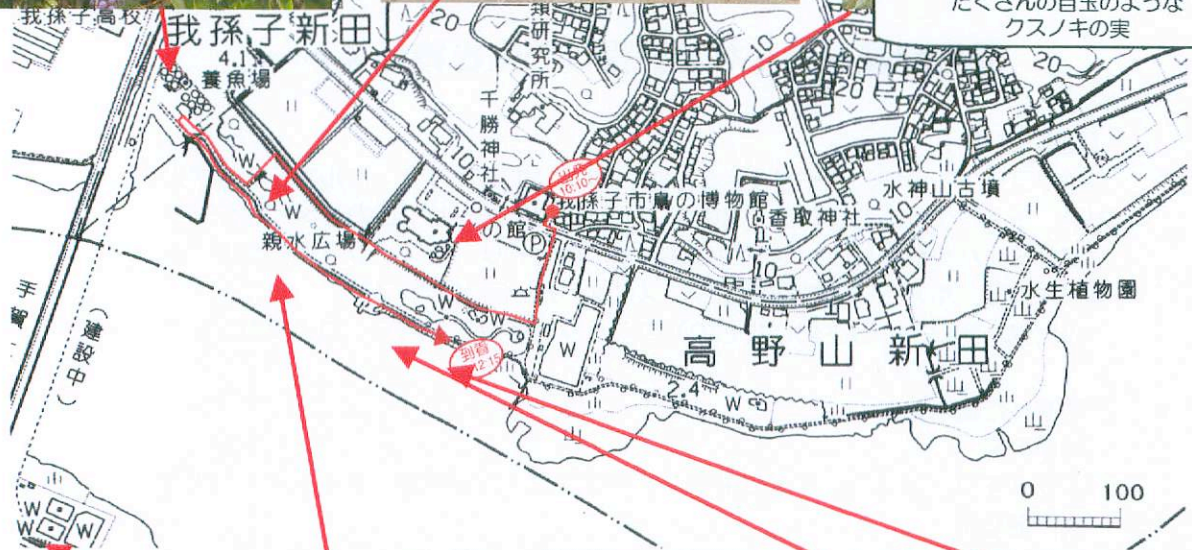 たくさんの目玉のような
クスノキの実
我孫子高校
我孫子新田
4.1
養魚場
20
類研究所
10
20
千勝神社
10
出発
10:10〜
我孫子市鳥の博物館
の館
P
香取神社
水神山古墳
10
10
親水広場
W
W
W
W
W
手賀
(建設中)
到着
12:15
高野山新田
水生植物園
2.4
W
W
W
W
0 100